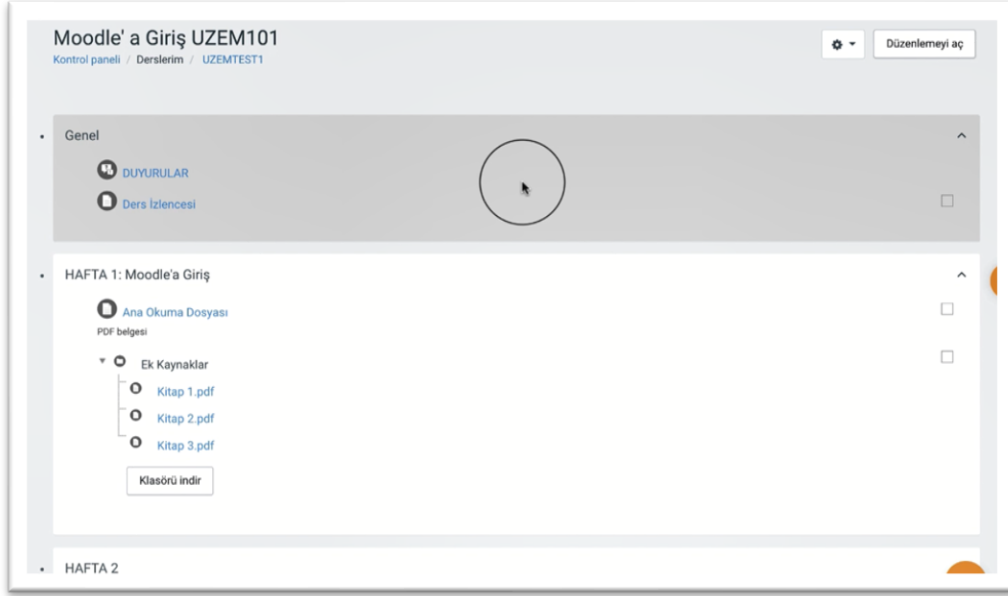 Moodle' a Giriş UZEM101
Kontrol paneli / Derslerim / UZEMTEST1
Düzenlemeyi aç
Genel
DUYURULAR
Ders İzlencesi
HAFTA 1: Moodle'a Giriş
Ana Okuma Dosyası
PDF belgesi
Ek Kaynaklar
Kitap 1.pdf
Kitap 2.pdf
Kitap 3.pdf
Klasörü indir
HAFTA 2